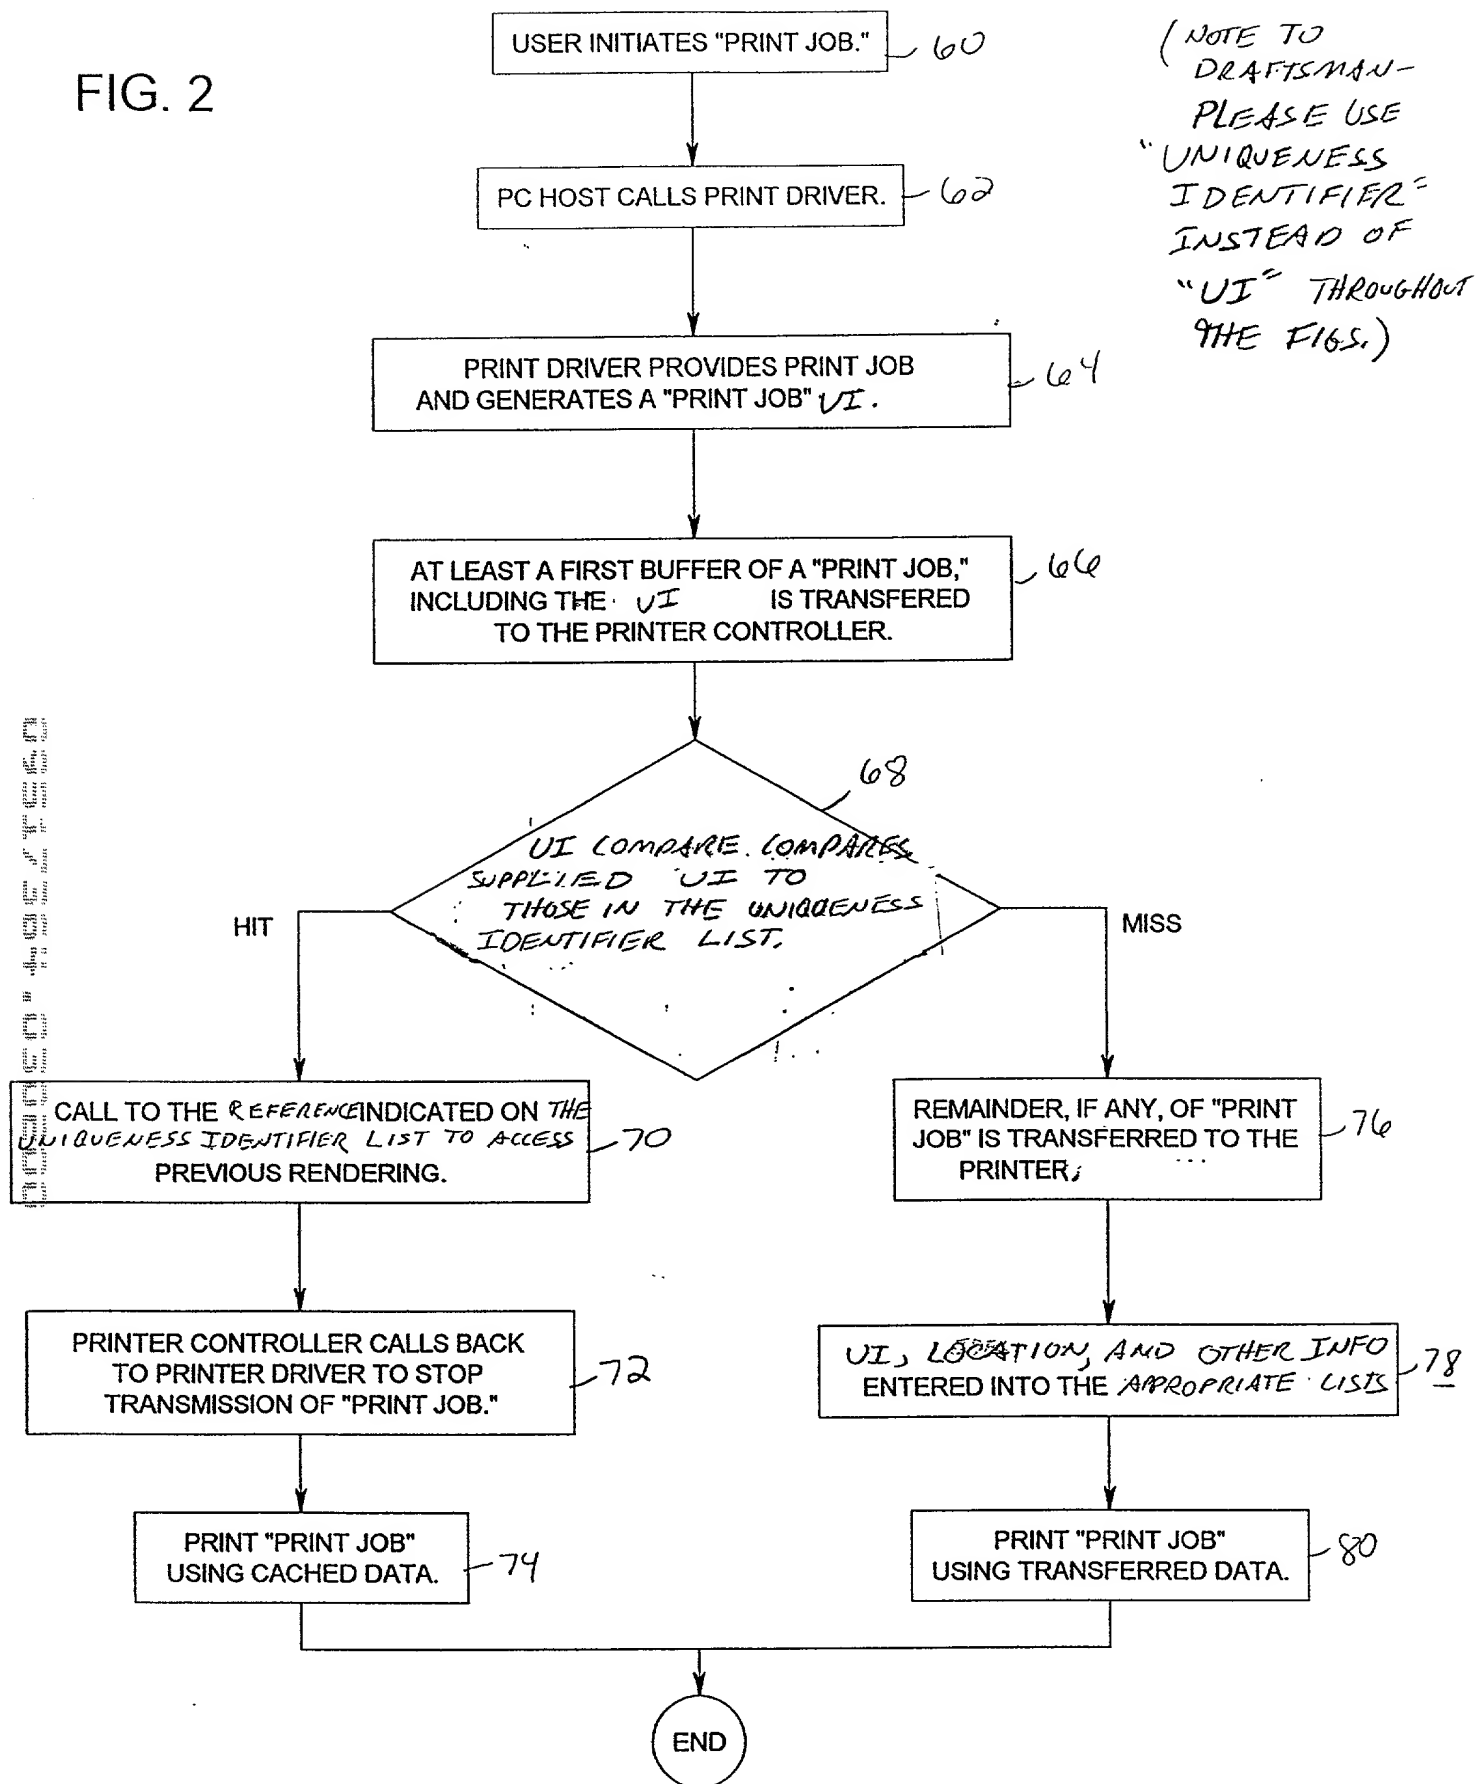 FIG. 2
USER INITIATES "PRINT JOB."
60
(NOTE TO
DRAFTSMAN-
PLEASE USE
"UNIQUENESS
IDENTIFIER"
INSTEAD OF
"UI" THROUGHOUT
THE FIGS.)
PC HOST CALLS PRINT DRIVER.
62
PRINT DRIVER PROVIDES PRINT JOB
AND GENERATES A "PRINT JOB" UI.
64
AT LEAST A FIRST BUFFER OF A "PRINT JOB,"
INCLUDING THE UI IS TRANSFERED
TO THE PRINTER CONTROLLER.
66
68
UI COMPARE. COMPARES
SUPPLIED UI TO
THOSE IN THE UNIQUENESS
IDENTIFIER LIST.
HIT
MISS
CALL TO THE REFERENCE INDICATED ON THE
UNIQUENESS IDENTIFIER LIST TO ACCESS
PREVIOUS RENDERING.
70
REMAINDER, IF ANY, OF "PRINT
JOB" IS TRANSFERRED TO THE
PRINTER;
76
PRINTER CONTROLLER CALLS BACK
TO PRINTER DRIVER TO STOP
TRANSMISSION OF "PRINT JOB."
72
UI, LOCATION, AND OTHER INFO
ENTERED INTO THE APPROPRIATE LISTS
78
PRINT "PRINT JOB"
USING CACHED DATA.
74
PRINT "PRINT JOB"
USING TRANSFERRED DATA.
80
END